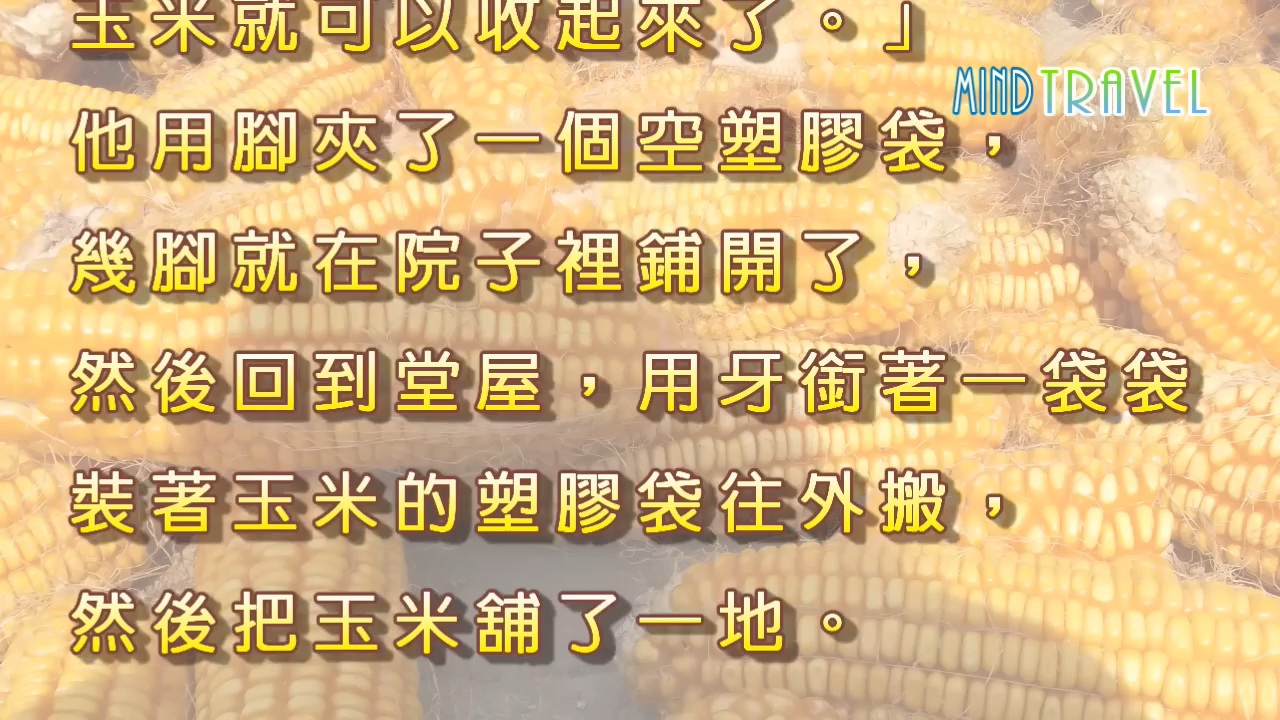 玉米就可以收起來了。」
MIND TRAVEL
他用腳夾了一個空塑膠袋，
幾腳就在院子裡鋪開了，
然後回到堂屋，用牙銜著一袋袋
裝著玉米的塑膠袋往外搬，
然後把玉米舖了一地。